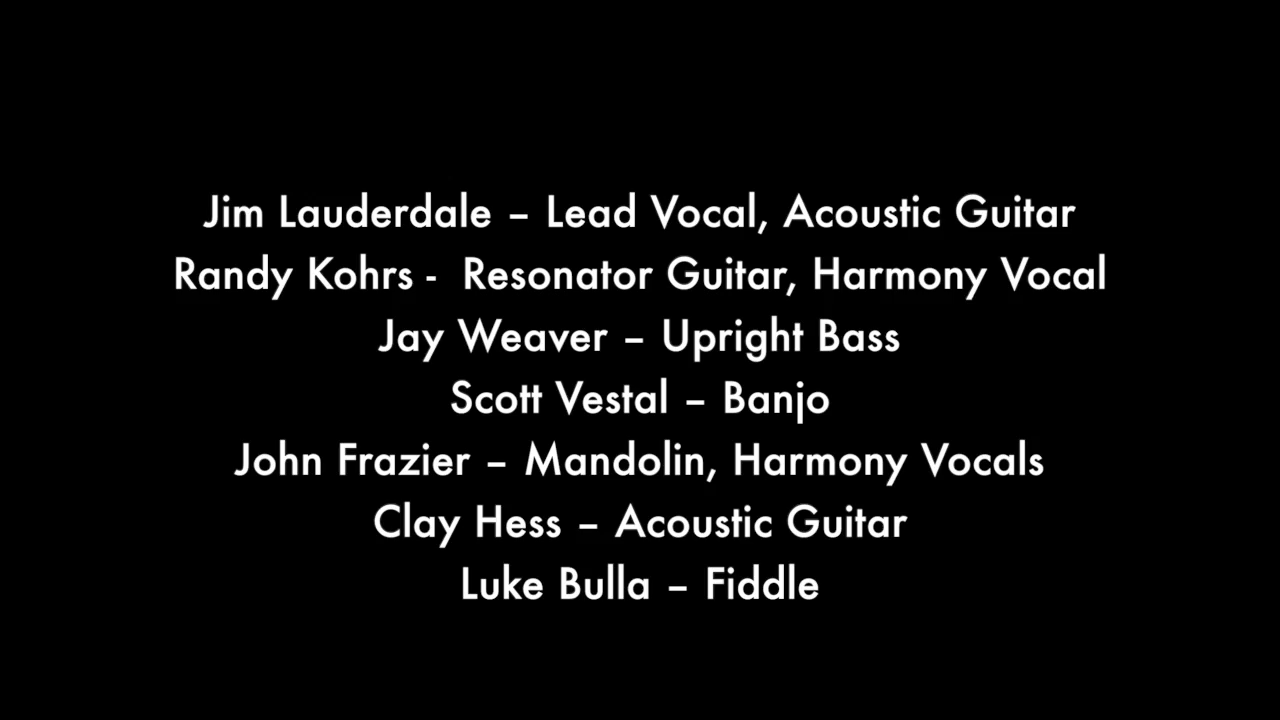 Jim Lauderdale – Lead Vocal, Acoustic Guitar
Randy Kohrs -  Resonator Guitar, Harmony Vocal
Jay Weaver – Upright Bass
Scott Vestal – Banjo
John Frazier – Mandolin, Harmony Vocals
Clay Hess – Acoustic Guitar
Luke Bulla – Fiddle